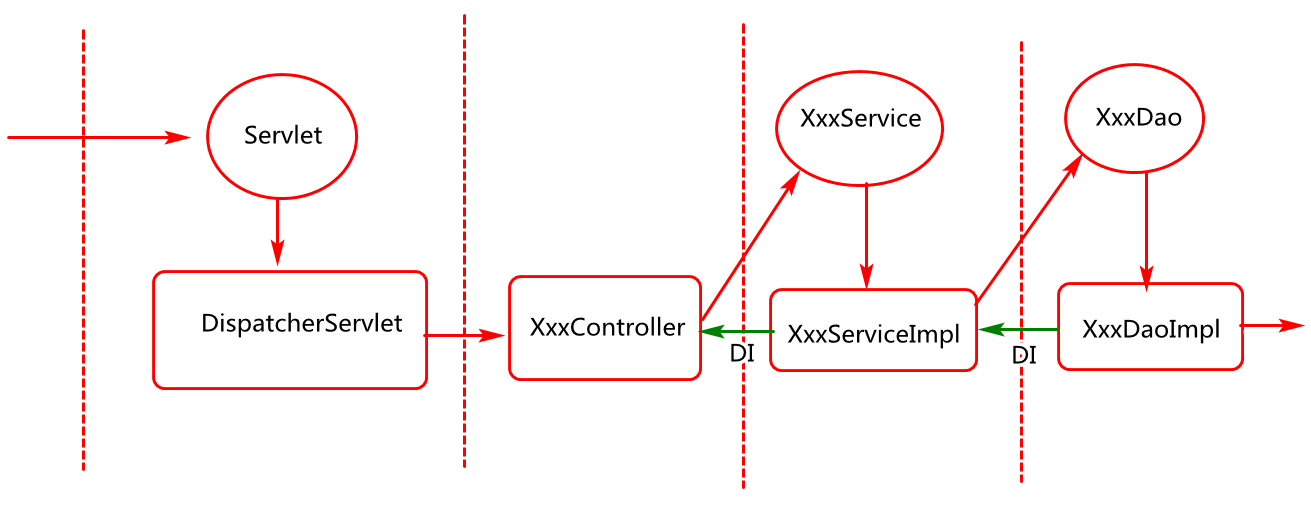 Servlet
DispatcherServlet
XxxController
XxxService
XxxServiceImpl
DI
XxxDao
XxxDaoImpl
DI